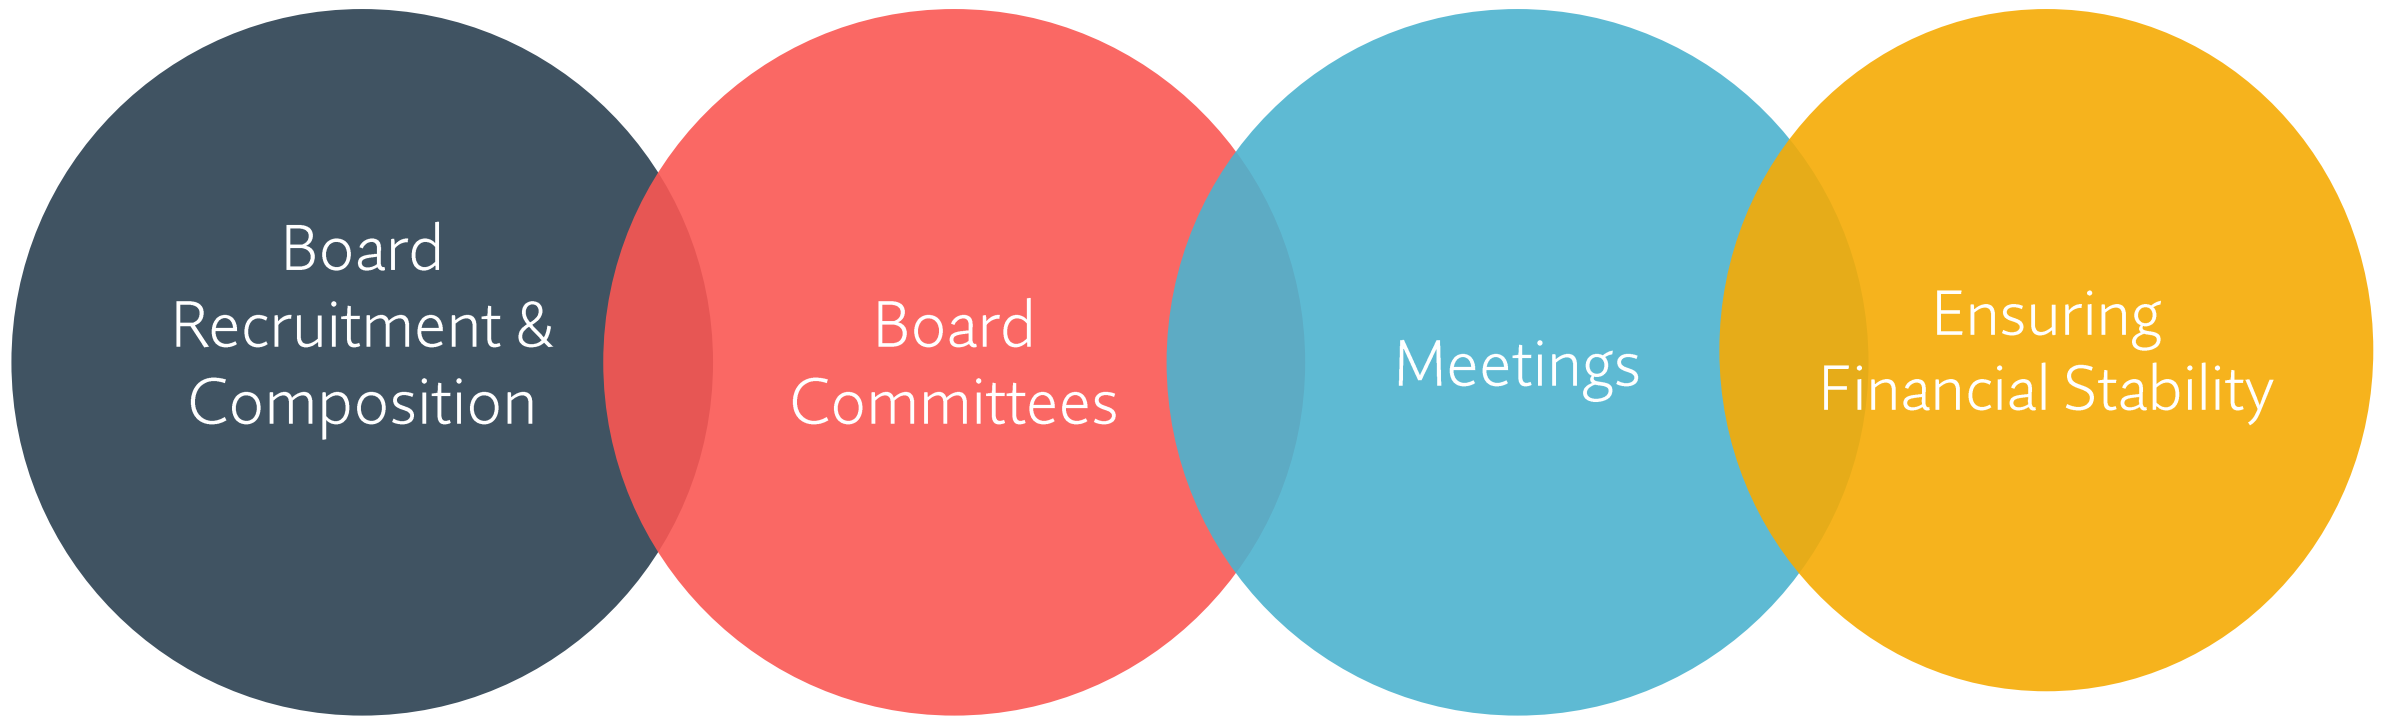 Board
Recruitment &
Composition
Board
Committees
Meetings
Ensuring
Financial Stability